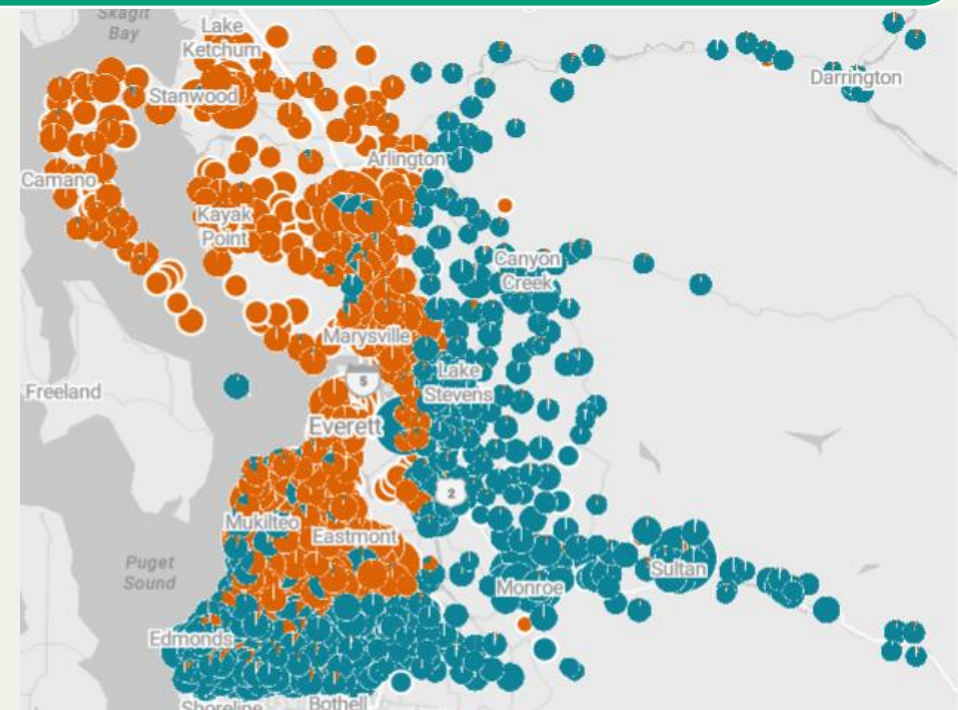 Skagit
Bay
Lake
Ketchum
Stanwood
Darrington
Arlington
Camano
Kayak
Point
Canyon
Creek
Marysville
5
Lake
Stevens
Freeland
Everett
2
Mukilteo
Eastmont
Puget
Sound
Sultan
Monroe
Edmonds
Shoreline
Bothell